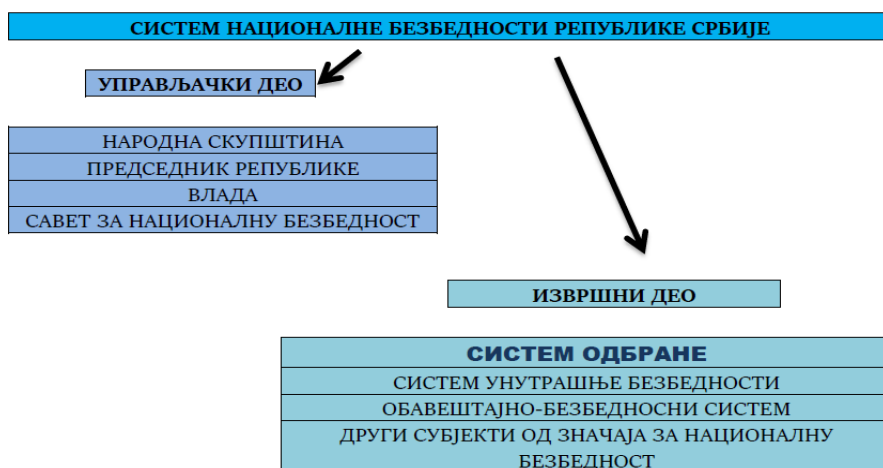 СИСТЕМ НАЦИОНАЛНЕ БЕЗБЕДНОСТИ РЕПУБЛИКЕ СРБИЈЕ
УПРАВЉАЧКИ ДЕО
НАРОДНА СКУПШТИНА
ПРЕДСЕДНИК РЕПУБЛИКЕ
ВЛАДА
САВЕТ ЗА НАЦИОНАЛНУ БЕЗБЕДНОСТ
ИЗВРШНИ ДЕО
СИСТЕМ ОДБРАНЕ
СИСТЕМ УНУТРАШЊЕ БЕЗБЕДНОСТИ
ОБАВЕШТАЈНО-БЕЗБЕДНОСНИ СИСТЕМ
ДРУГИ СУБЈЕКТИ ОД ЗНАЧАЈА ЗА НАЦИОНАЛНУ
БЕЗБЕДНОСТ